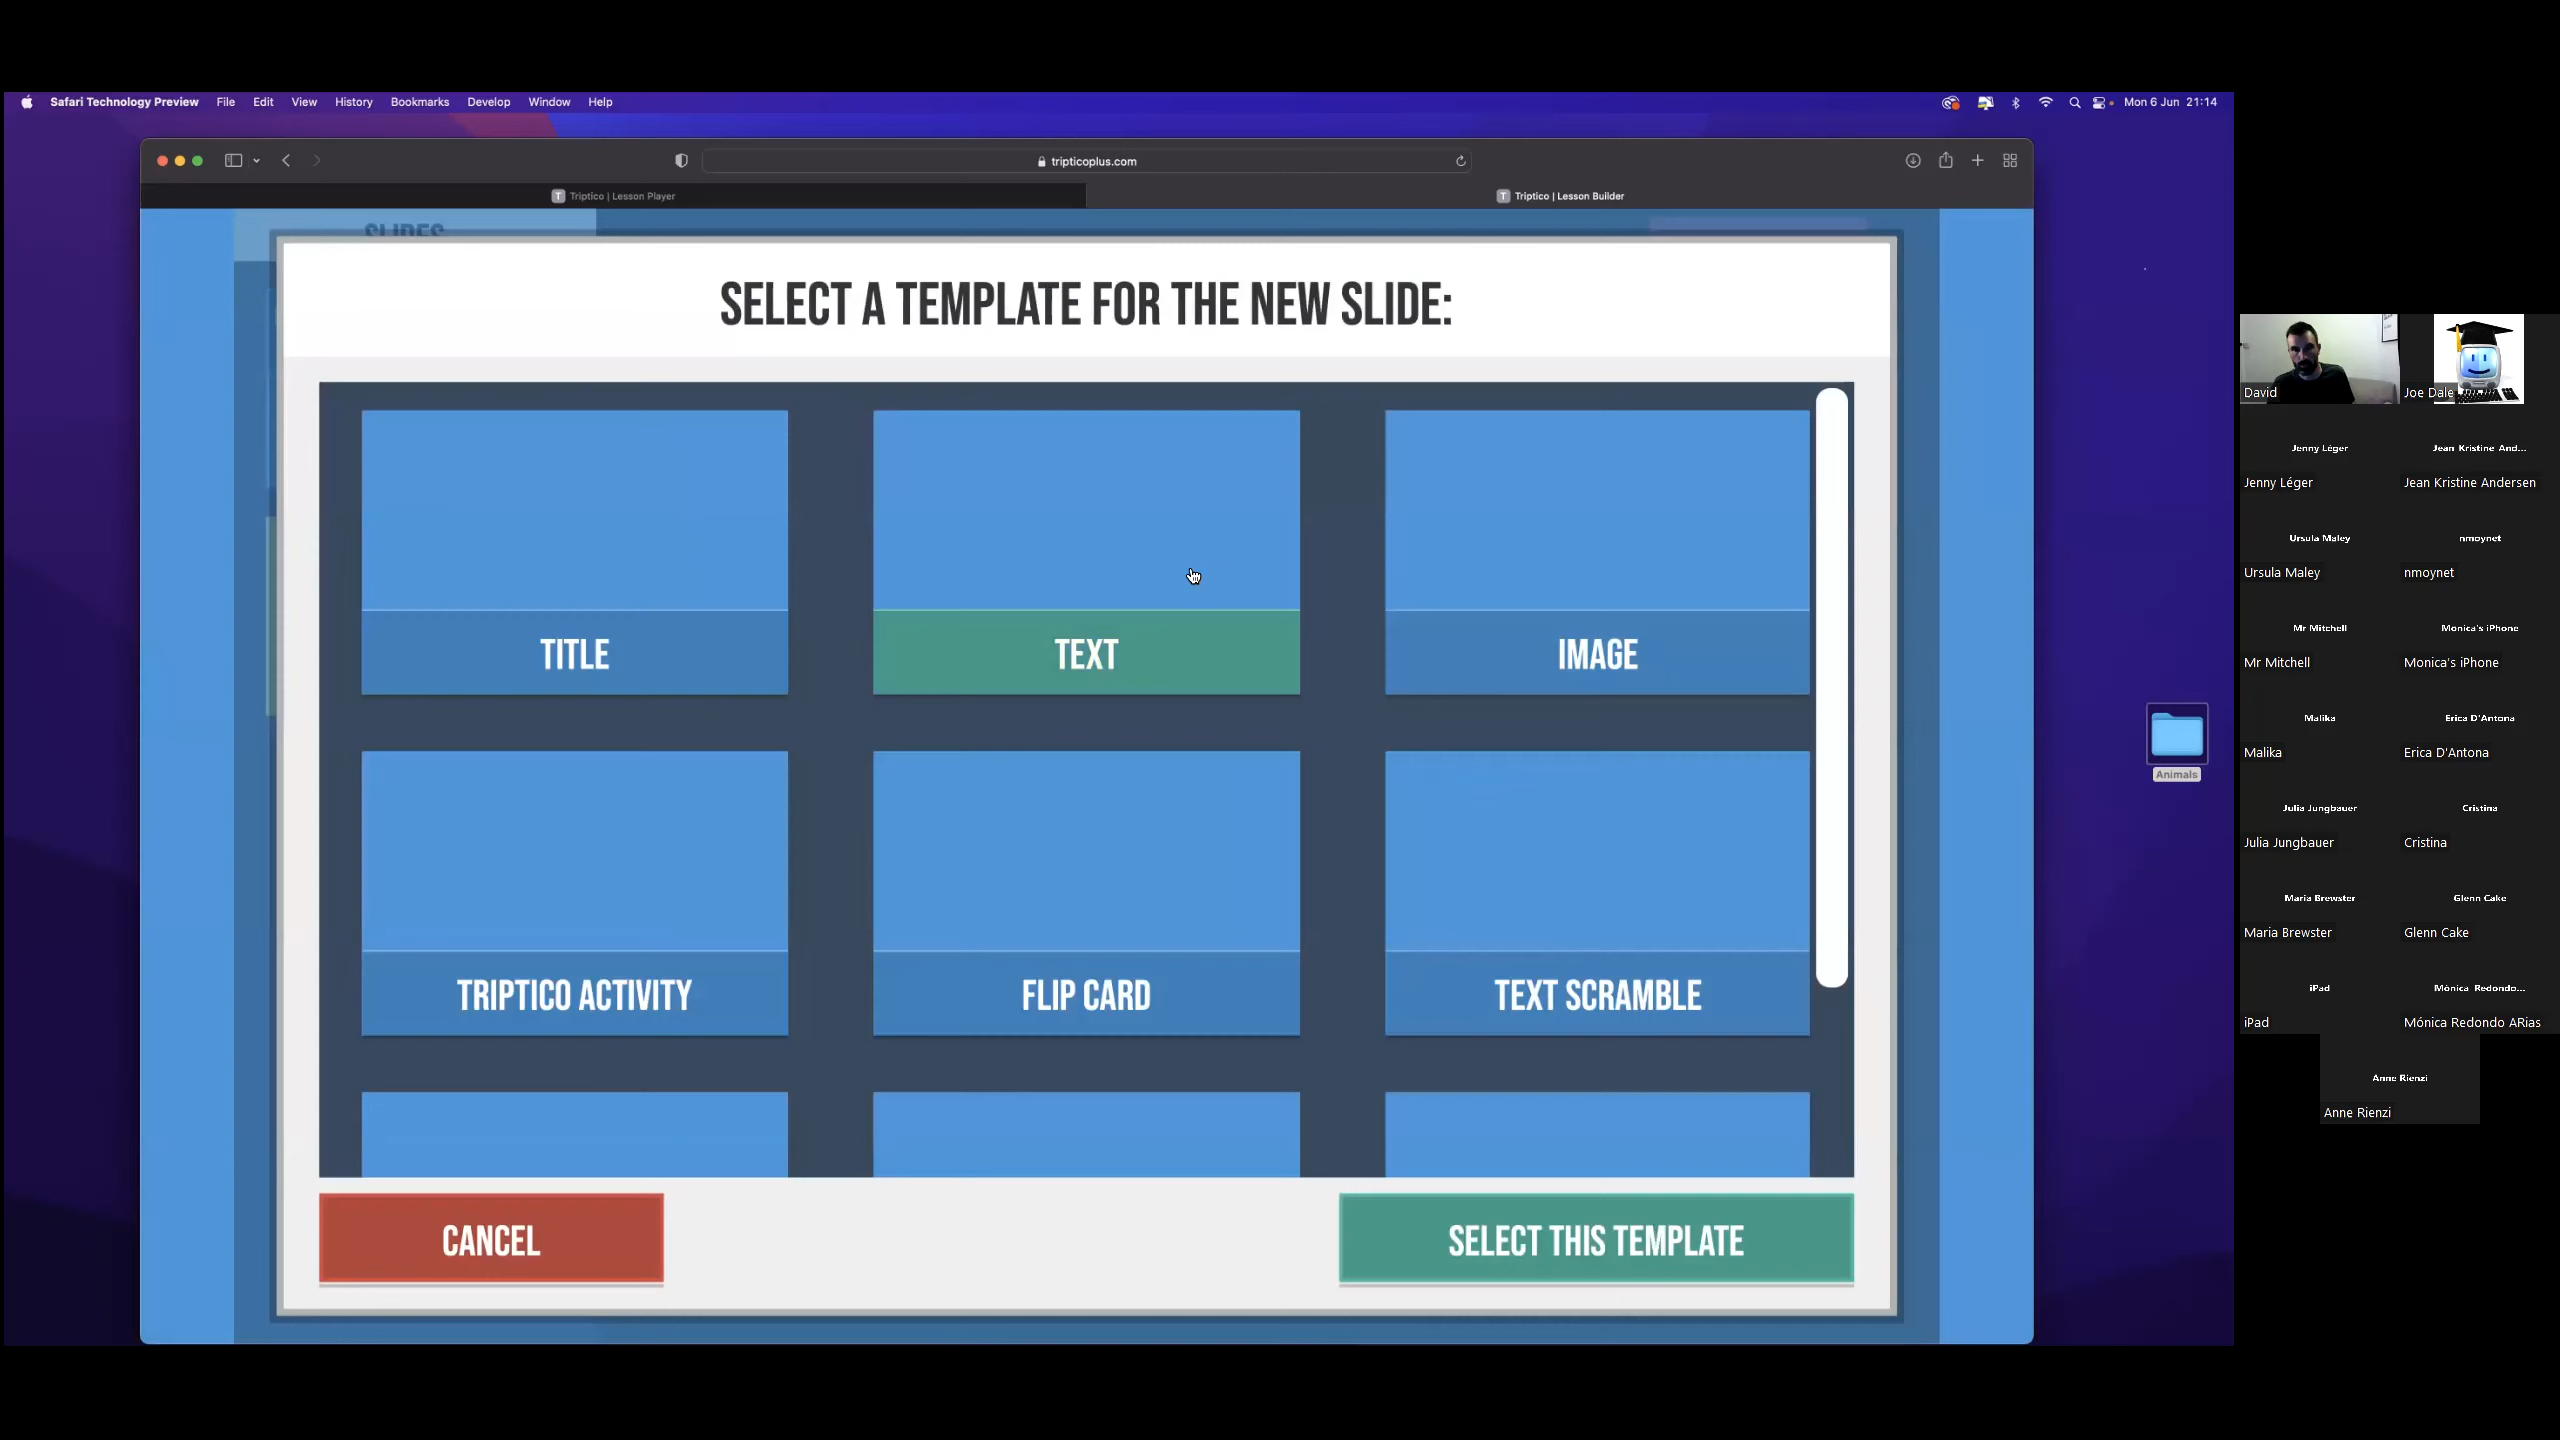 Safari Technology Preview File Edit View History Bookmarks Develop Window Help Mon 6 Jun 21:14
tripticoplus.com
T Triptico | Lesson Player T Triptico | Lesson Builder
SLIDES
SELECT A TEMPLATE FOR THE NEW SLIDE:
TITLE TEXT IMAGE
TRIPTICO ACTIVITY FLIP CARD TEXT SCRAMBLE
CANCEL SELECT THIS TEMPLATE
Animals
David Joe Dale
Jenny Léger Jean Kristine And...
Jenny Léger Jean Kristine Andersen
Ursula Maley nmoynet
Ursula Maley nmoynet
Mr Mitchell Monica's iPhone
Mr Mitchell Monica's iPhone
Malika Erica D'Antona
Malika Erica D'Antona
Julia Jungbauer Cristina
Julia Jungbauer Cristina
Maria Brewster Glenn Cake
Maria Brewster Glenn Cake
iPad Mónica Redondo...
iPad Mónica Redondo ARias
Anne Rienzi
Anne Rienzi